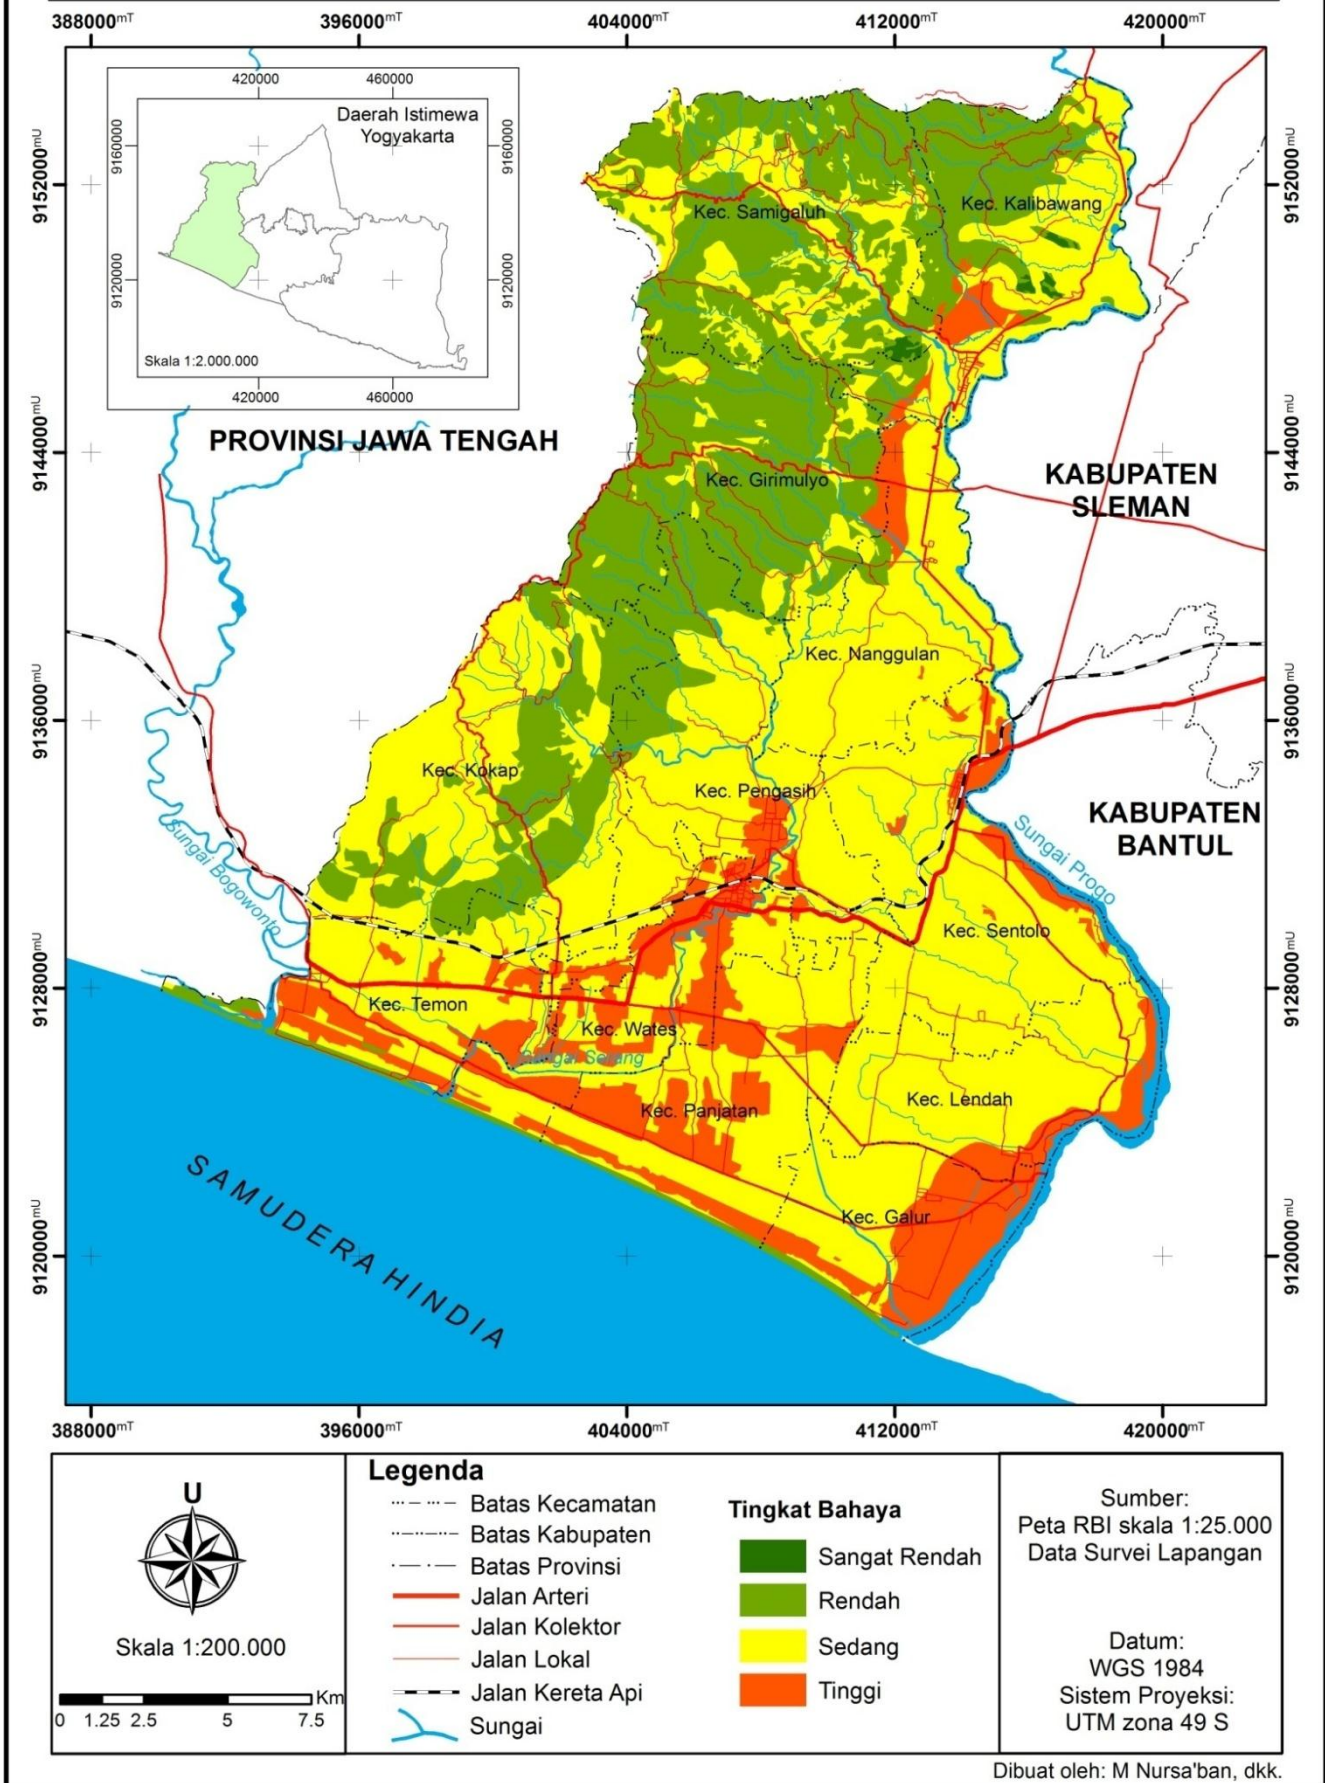 388000mT 396000mT 404000mT 412000mT 420000mT
420000 460000
Daerah Istimewa
Yogyakarta
9160000 9160000
9120000 9120000
Skala 1:2.000.000
420000 460000
9152000mU 9152000mU
Kec. Samigaluh
Kec. Kalibawang
PROVINSI JAWA TENGAH
9144000mU 9144000mU
Kec. Girimulyo
KABUPATEN
SLEMAN
Kec. Nanggulan
9136000mU 9136000mU
Kec. Kokap
Kec. Pengasih
KABUPATEN
BANTUL
Sungai Bogowonto
Sungai Progo
Kec. Sentolo
9128000mU 9128000mU
Kec. Temon
Kec. Wates
Sungai Serang
Kec. Panjatan
Kec. Lendah
Kec. Galur
SAMUDERA HINDIA
9120000mU 9120000mU
388000mT 396000mT 404000mT 412000mT 420000mT
U
Skala 1:200.000
Km
0 1.25 2.5 5 7.5
Legenda
Batas Kecamatan
Batas Kabupaten
Batas Provinsi
Jalan Arteri
Jalan Kolektor
Jalan Lokal
Jalan Kereta Api
Sungai
Tingkat Bahaya
Sangat Rendah
Rendah
Sedang
Tinggi
Sumber:
Peta RBI skala 1:25.000
Data Survei Lapangan
Datum:
WGS 1984
Sistem Proyeksi:
UTM zona 49 S
Dibuat oleh: M Nursa'ban, dkk.